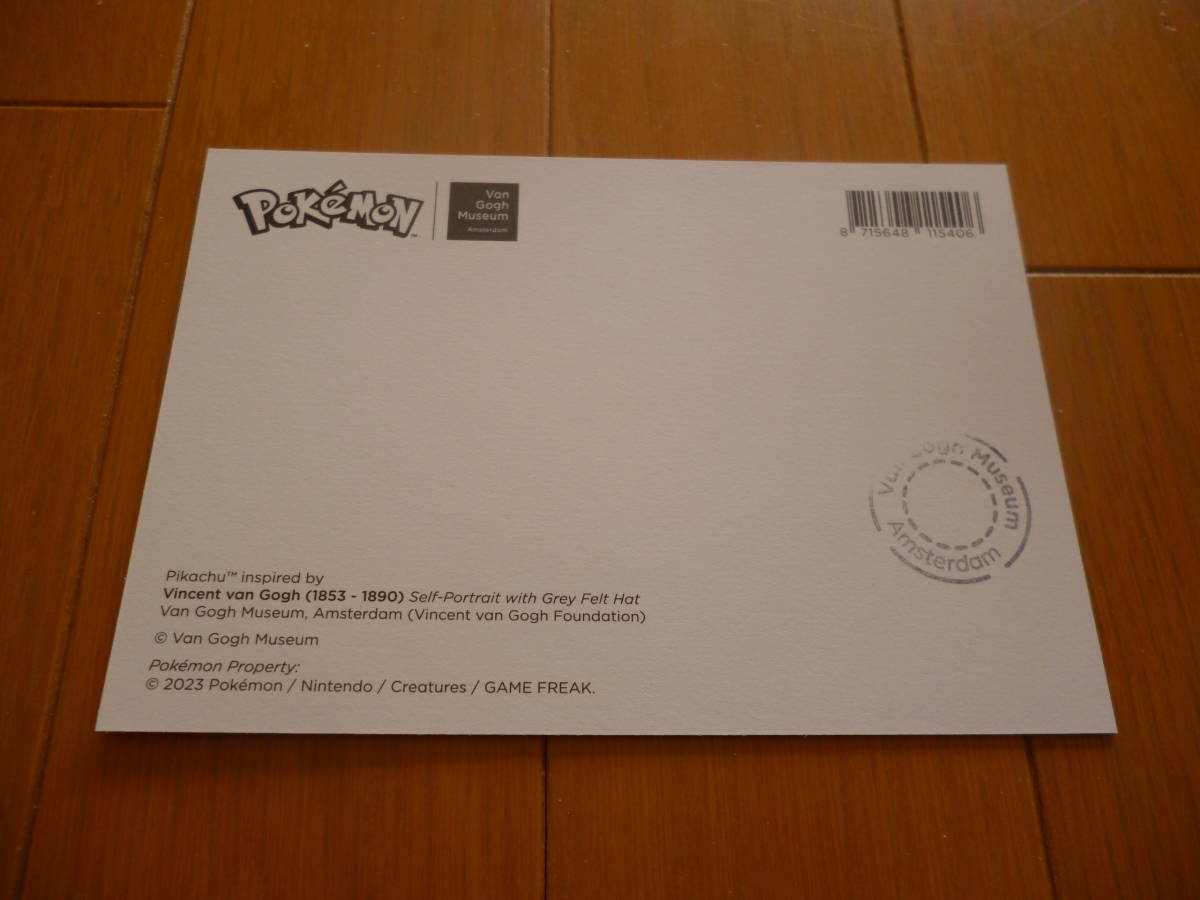 POKéMON™
Van
Gogh
Museum
Amsterdam
8 715648 115406
Van Gogh Museum
Amsterdam
Pikachu™ inspired by
Vincent van Gogh (1853 - 1890) Self-Portrait with Grey Felt Hat
Van Gogh Museum, Amsterdam (Vincent van Gogh Foundation)
© Van Gogh Museum
Pokémon Property:
© 2023 Pokémon / Nintendo / Creatures / GAME FREAK.